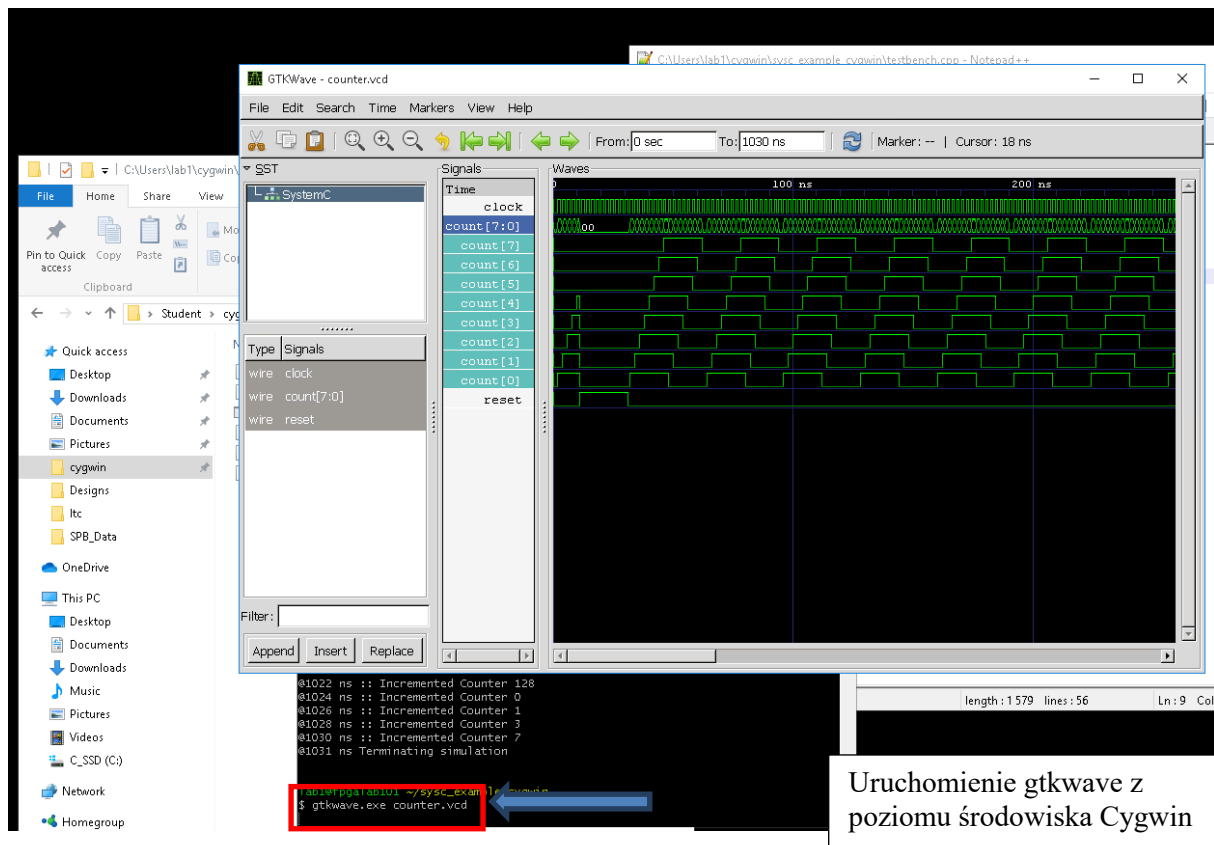 C:\Users\lab1\cygwin\sysc_example_cygwin\testbench.cpp - Notepad++
GTKWave - counter.vcd
File Edit Search Time Markers View Help
From: 0 sec To: 1030 ns Marker: -- | Cursor: 18 ns
C:\Users\lab1\cygwin\
File Home Share View
Pin to Quick access
Copy
Paste
Mo
Cop
Clipboard
Student > cyg
Quick access
Desktop
Downloads
Documents
Pictures
cygwin
Designs
ltc
SPB_Data
OneDrive
This PC
Desktop
Documents
Downloads
Music
Pictures
Videos
C_SSD (C:)
Network
Homegroup
N
SST
SystemC
Type Signals
wire clock
wire count[7:0]
wire reset
Filter:
Append Insert Replace
Signals
Time
clock
count[7:0]
count[7]
count[6]
count[5]
count[4]
count[3]
count[2]
count[1]
count[0]
reset
Waves
100 ns 200 ns
00
@1022 ns :: Incremented Counter 128
@1024 ns :: Incremented Counter 0
@1026 ns :: Incremented Counter 1
@1028 ns :: Incremented Counter 3
@1030 ns :: Incremented Counter 7
@1031 ns Terminating simulation
lab1@fpgalab101 ~/sysc_example_cygwin
$ gtkwave.exe counter.vcd
length : 1 579 lines : 56 Ln : 9 Col
Uruchomienie gtkwave z
poziomu środowiska Cygwin